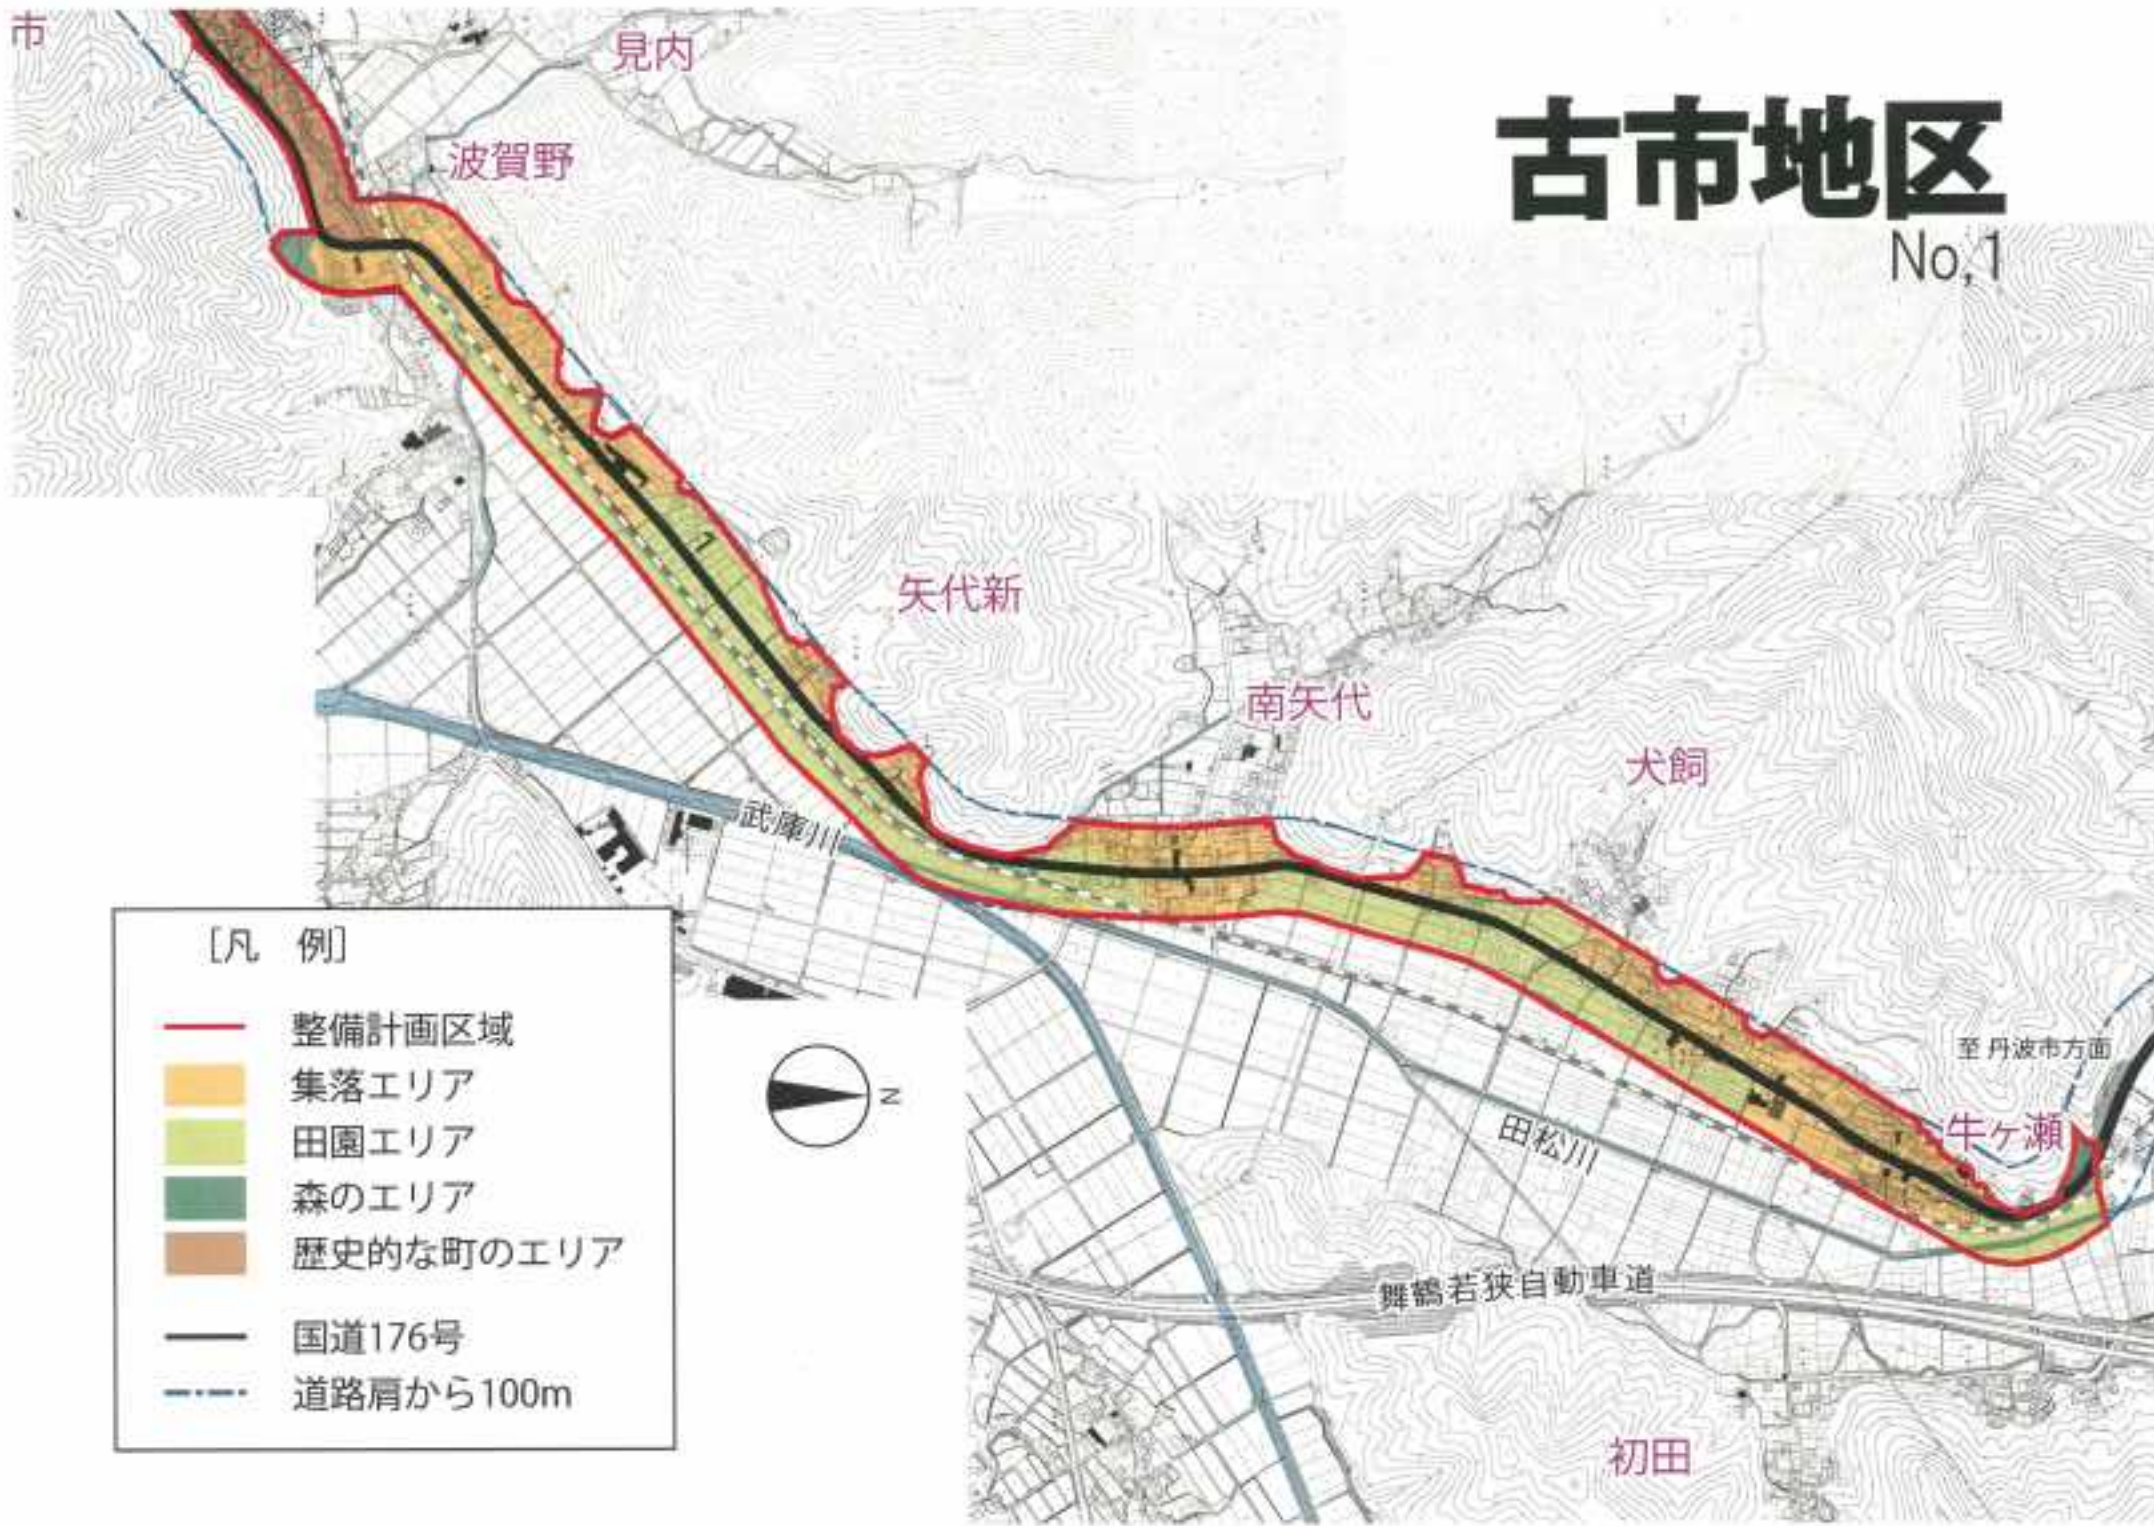 市
見内
古市地区
波賀野
No,1
矢代新
南矢代
犬飼
武庫川
[凡　例]
整備計画区域
至 丹波市方面
集落エリア
N
牛ヶ瀬
田園エリア
田松川
森のエリア
歴史的な町のエリア
舞鶴若狭自動車道
国道176号
道路肩から100m
初田